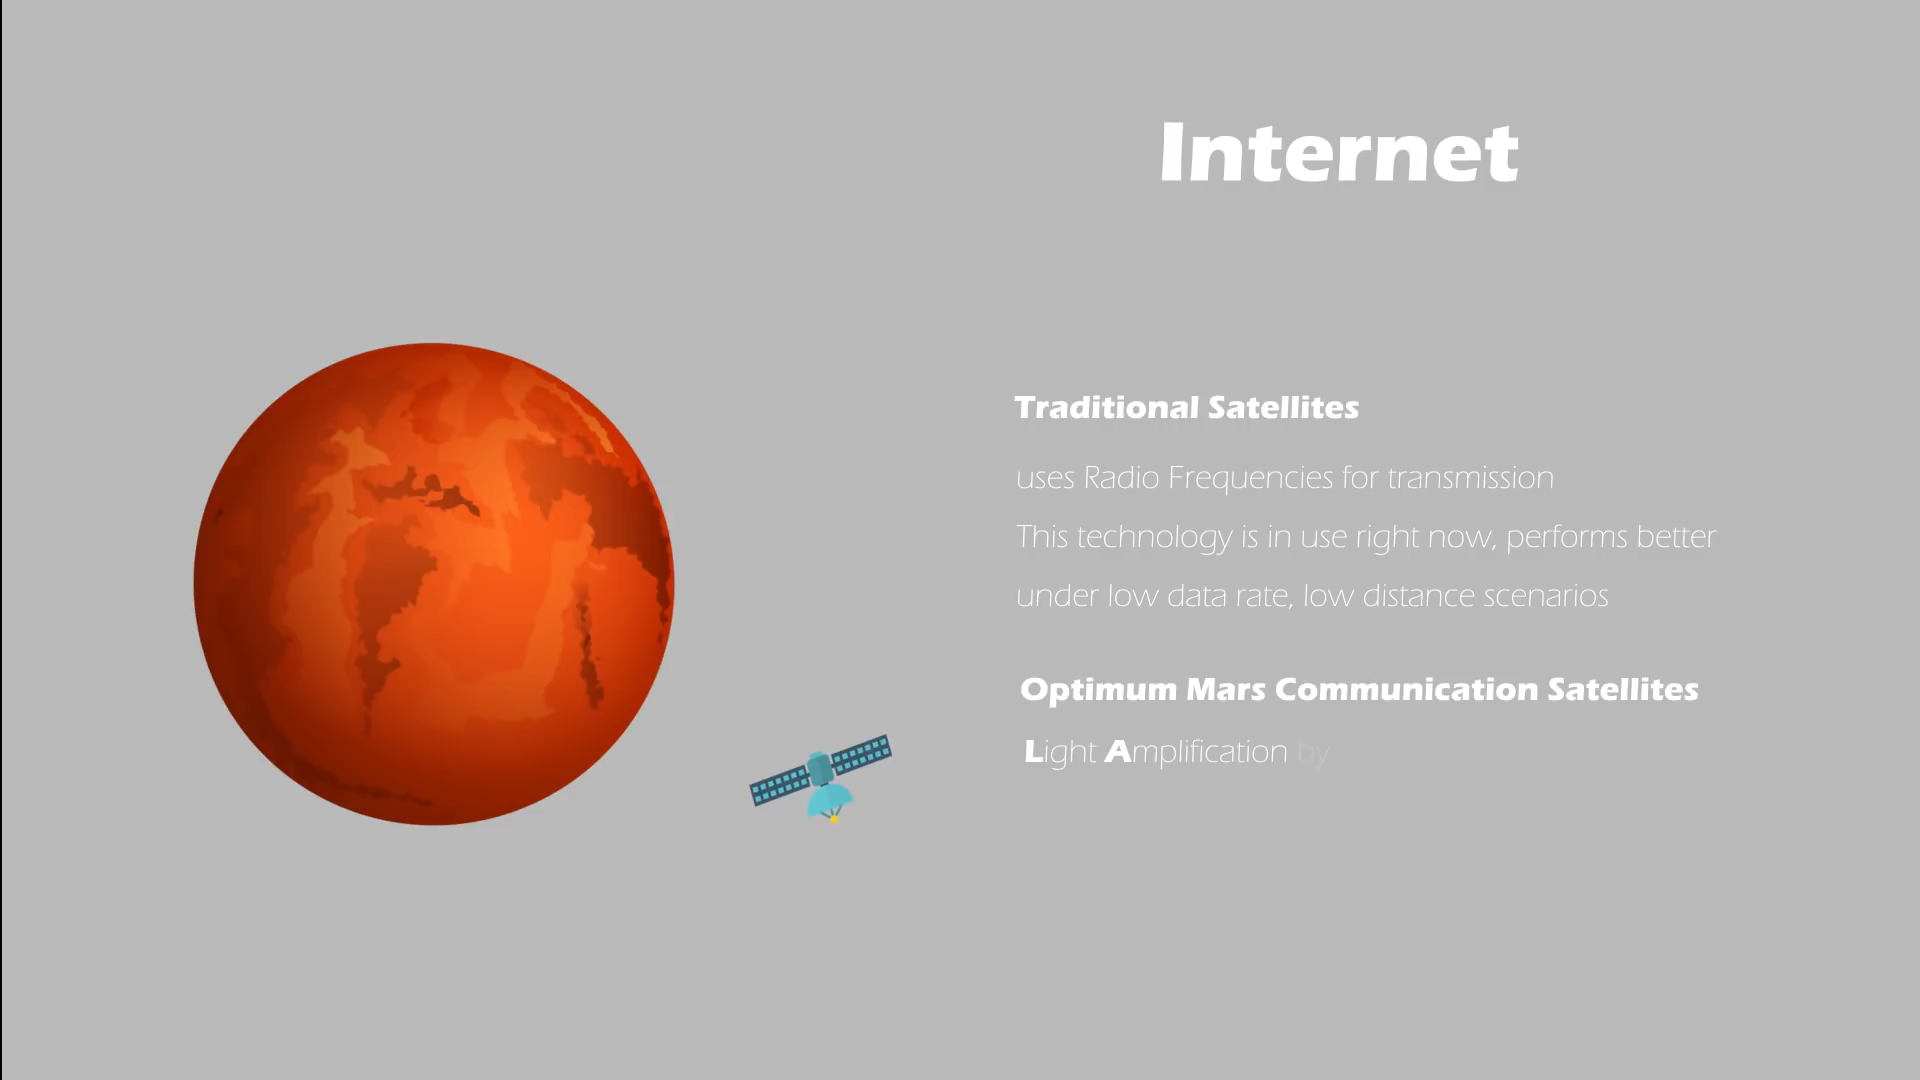 Internet
Traditional Satellites
uses Radio Frequencies for transmission
This technology is in use right now, performs better
under low data rate, low distance scenarios
Optimum Mars Communication Satellites
Light Amplification by